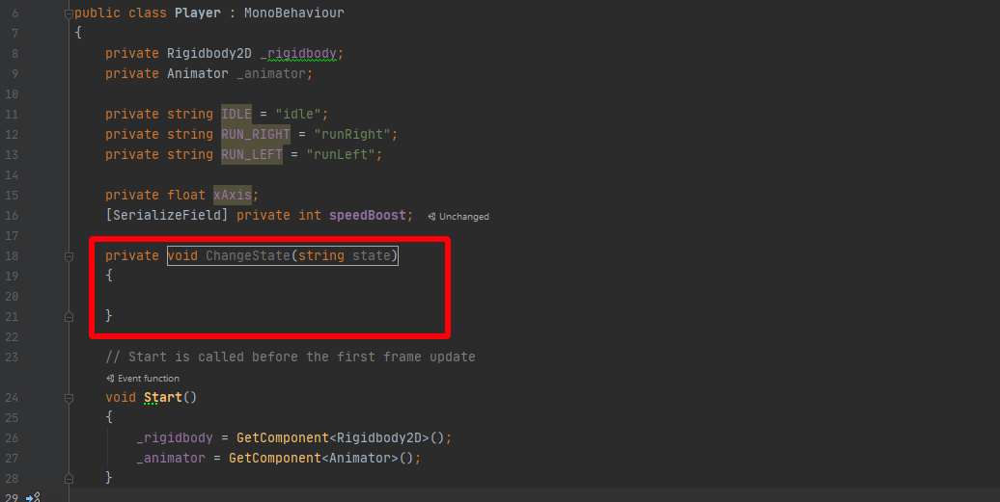 6 public class Player : MonoBehaviour
7 {
8 private Rigidbody2D _rigidbody;
9 private Animator _animator;
10
11 private string IDLE = "idle";
12 private string RUN_RIGHT = "runRight";
13 private string RUN_LEFT = "runLeft";
14
15 private float xAxis;
16 [SerializeField] private int speedBoost; Unchanged
17
18 private void ChangeState(string state)
19 {
20
21 }
22
23 // Start is called before the first frame update
Event function
24 void Start()
25 {
26 _rigidbody = GetComponent<Rigidbody2D>();
27 _animator = GetComponent<Animator>();
28 }
29